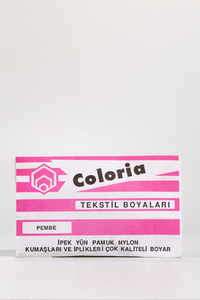 Coloria
TEKSTİL BOYALARI
PEMBE
İPEK YÜN PAMUK NYLON
KUMAŞLARI VE İPLİKLERİ ÇOK KALİTELİ BOYAR